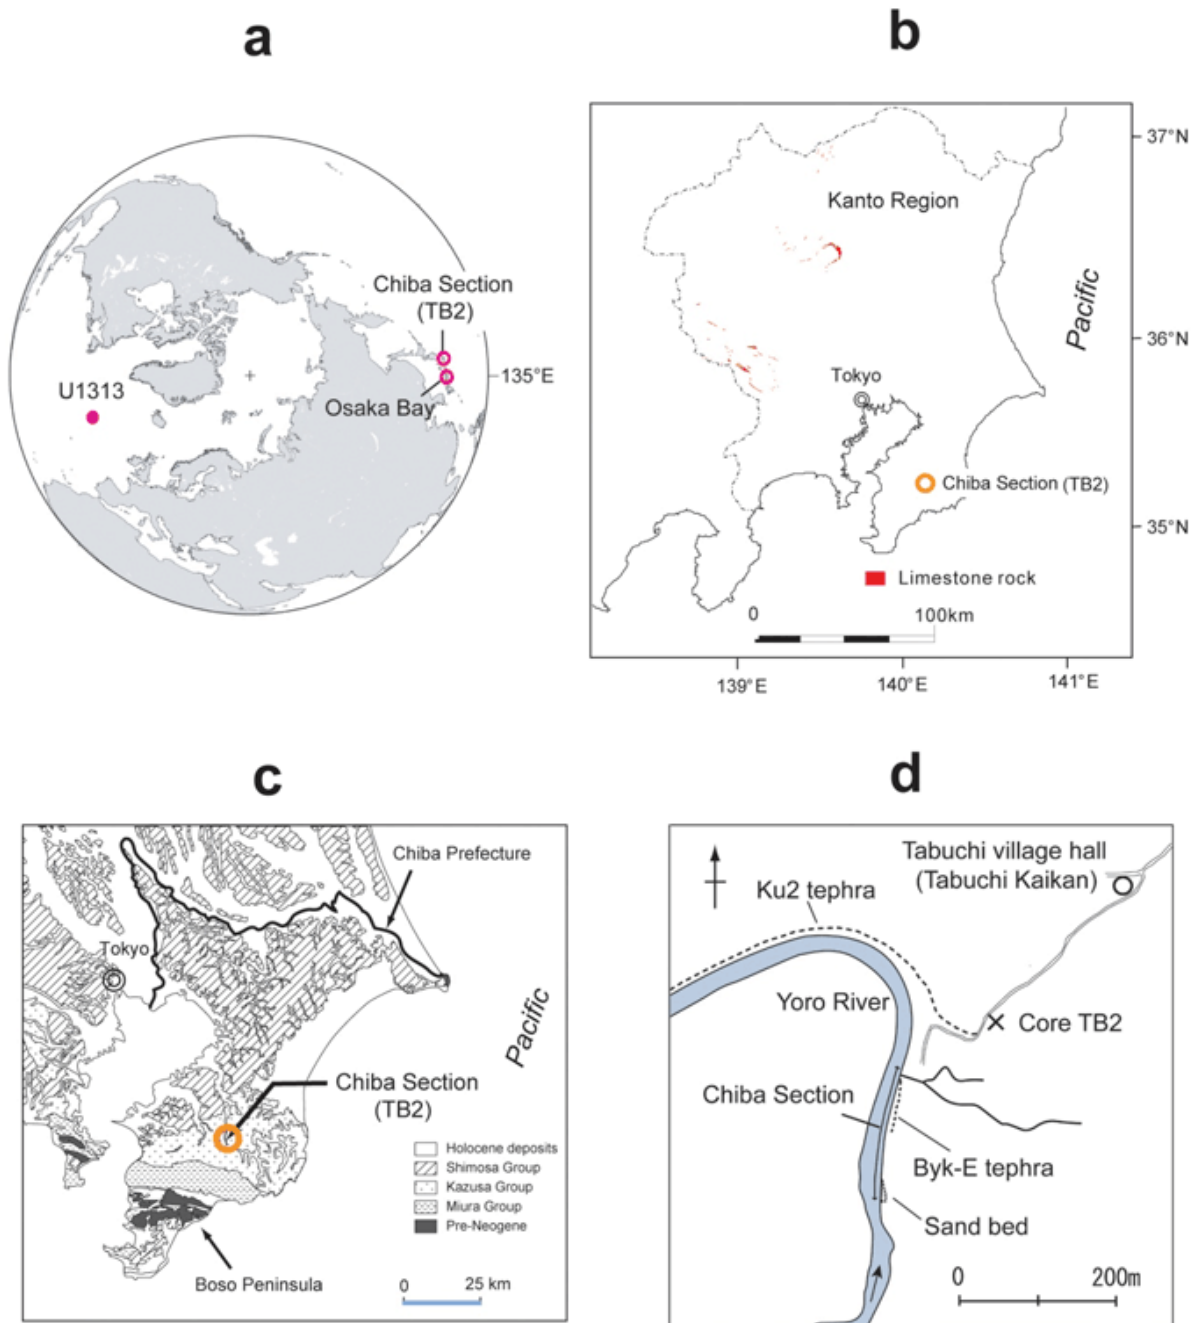 a
Chiba Section
(TB2)
U1313
135°E
Osaka Bay
b
37°N
Kanto Region
Pacific
36°N
Tokyo
Chiba Section (TB2)
35°N
Limestone rock
0 100km
139°E 140°E 141°E
c
Chiba Prefecture
Tokyo
Pacific
Chiba Section
(TB2)
Holocene deposits
Shimosa Group
Kazusa Group
Miura Group
Pre-Neogene
Boso Peninsula
0 25 km
d
Tabuchi village hall
(Tabuchi Kaikan)
Ku2 tephra
Yoro River
Core TB2
Chiba Section
Byk-E tephra
Sand bed
0 200m